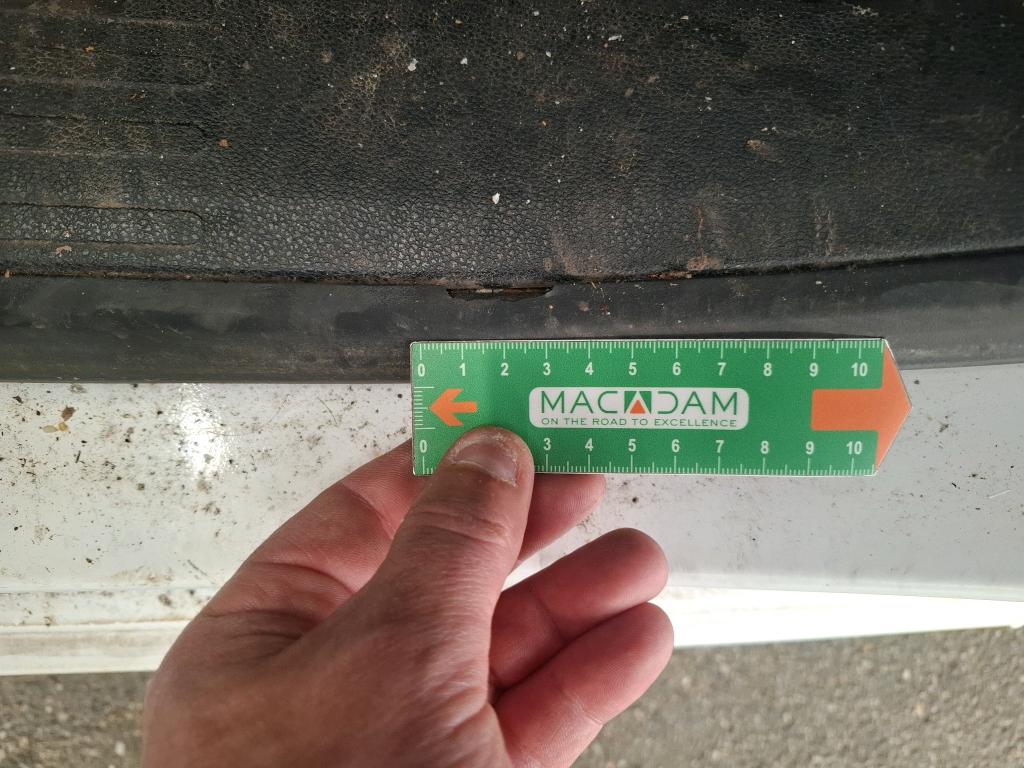 0 1 2 3 4 5 6 7 8 9 10
MACADAM
ON THE ROAD TO EXCELLENCE
0 3 4 5 6 7 8 9 10